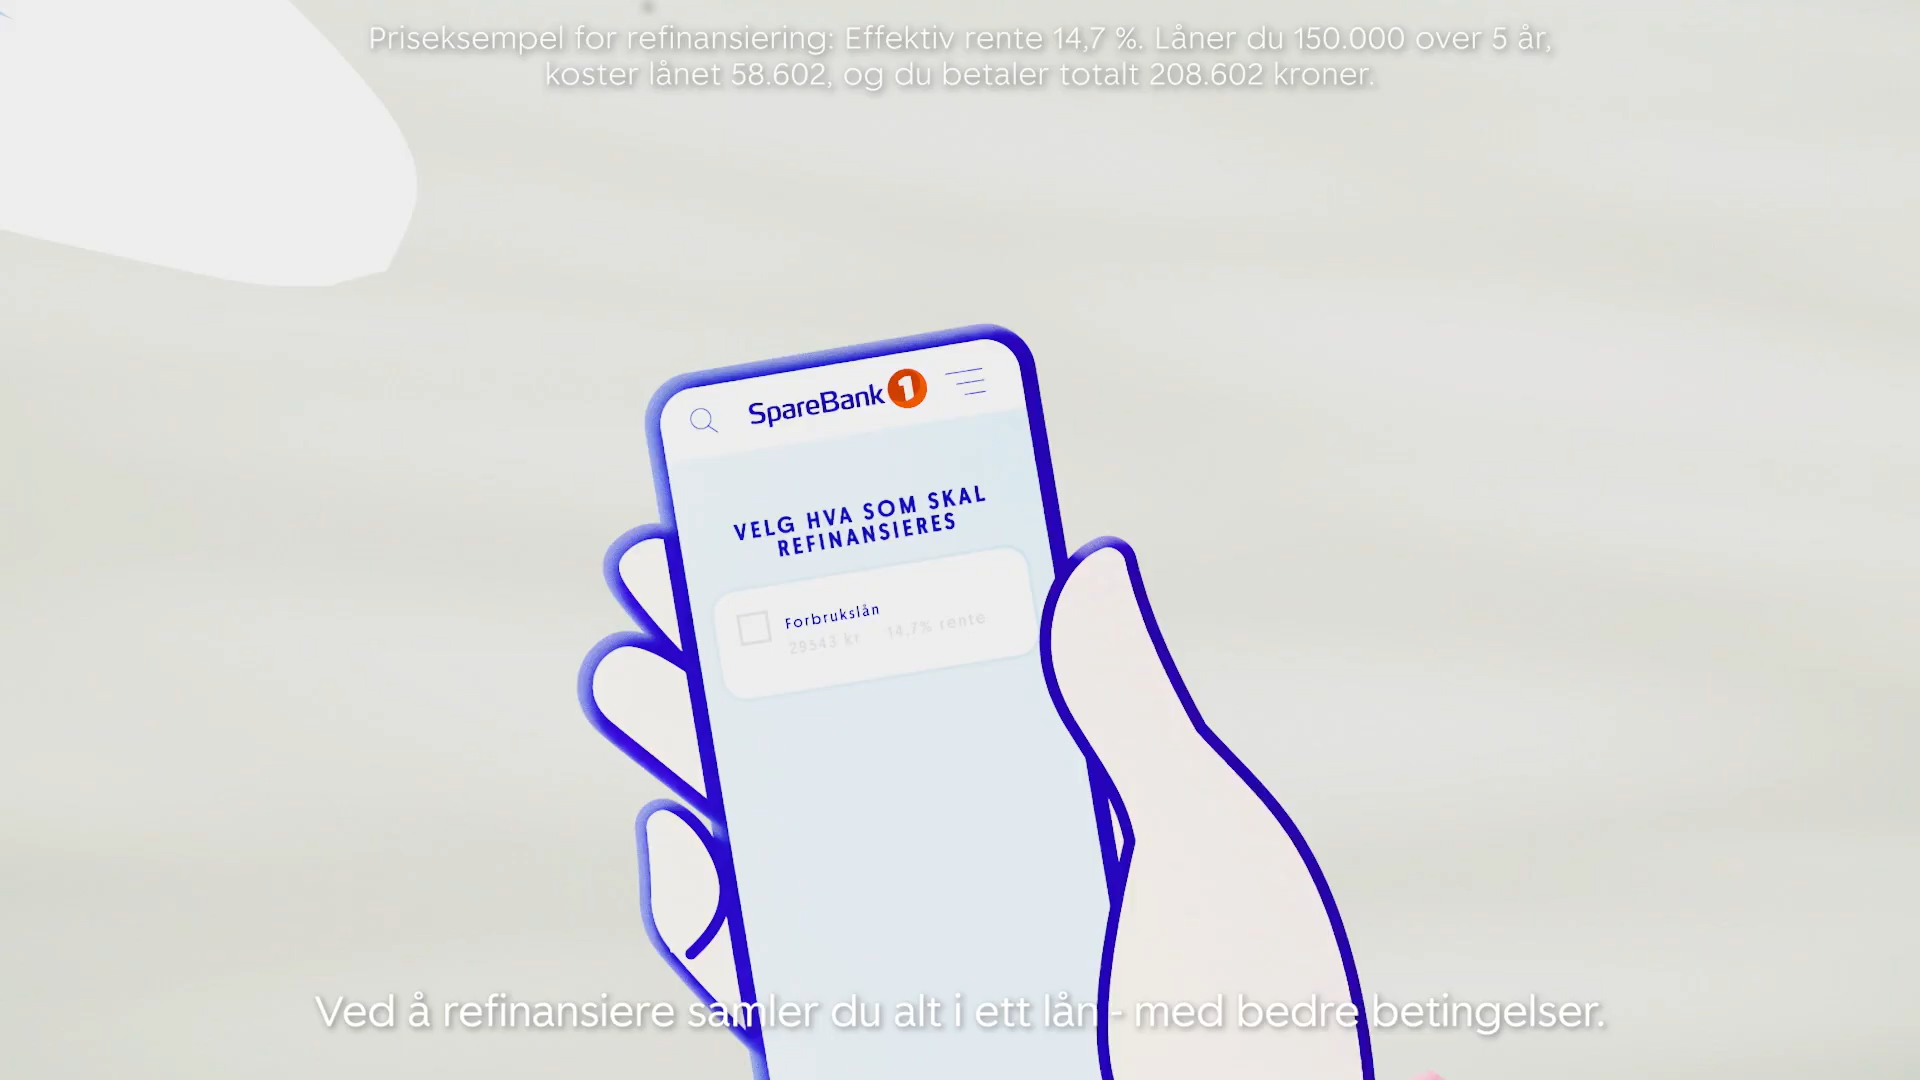 Priseksempel for refinansiering: Effektiv rente 14,7 %. Låner du 150.000 over 5 år,
koster lånet 58.602, og du betaler totalt 208.602 kroner.
SpareBank 1
VELG HVA SOM SKAL
REFINANSIERES
Forbrukslån
29543 kr 14,7% rente
Ved å refinansiere samler du alt i ett lån - med bedre betingelser.